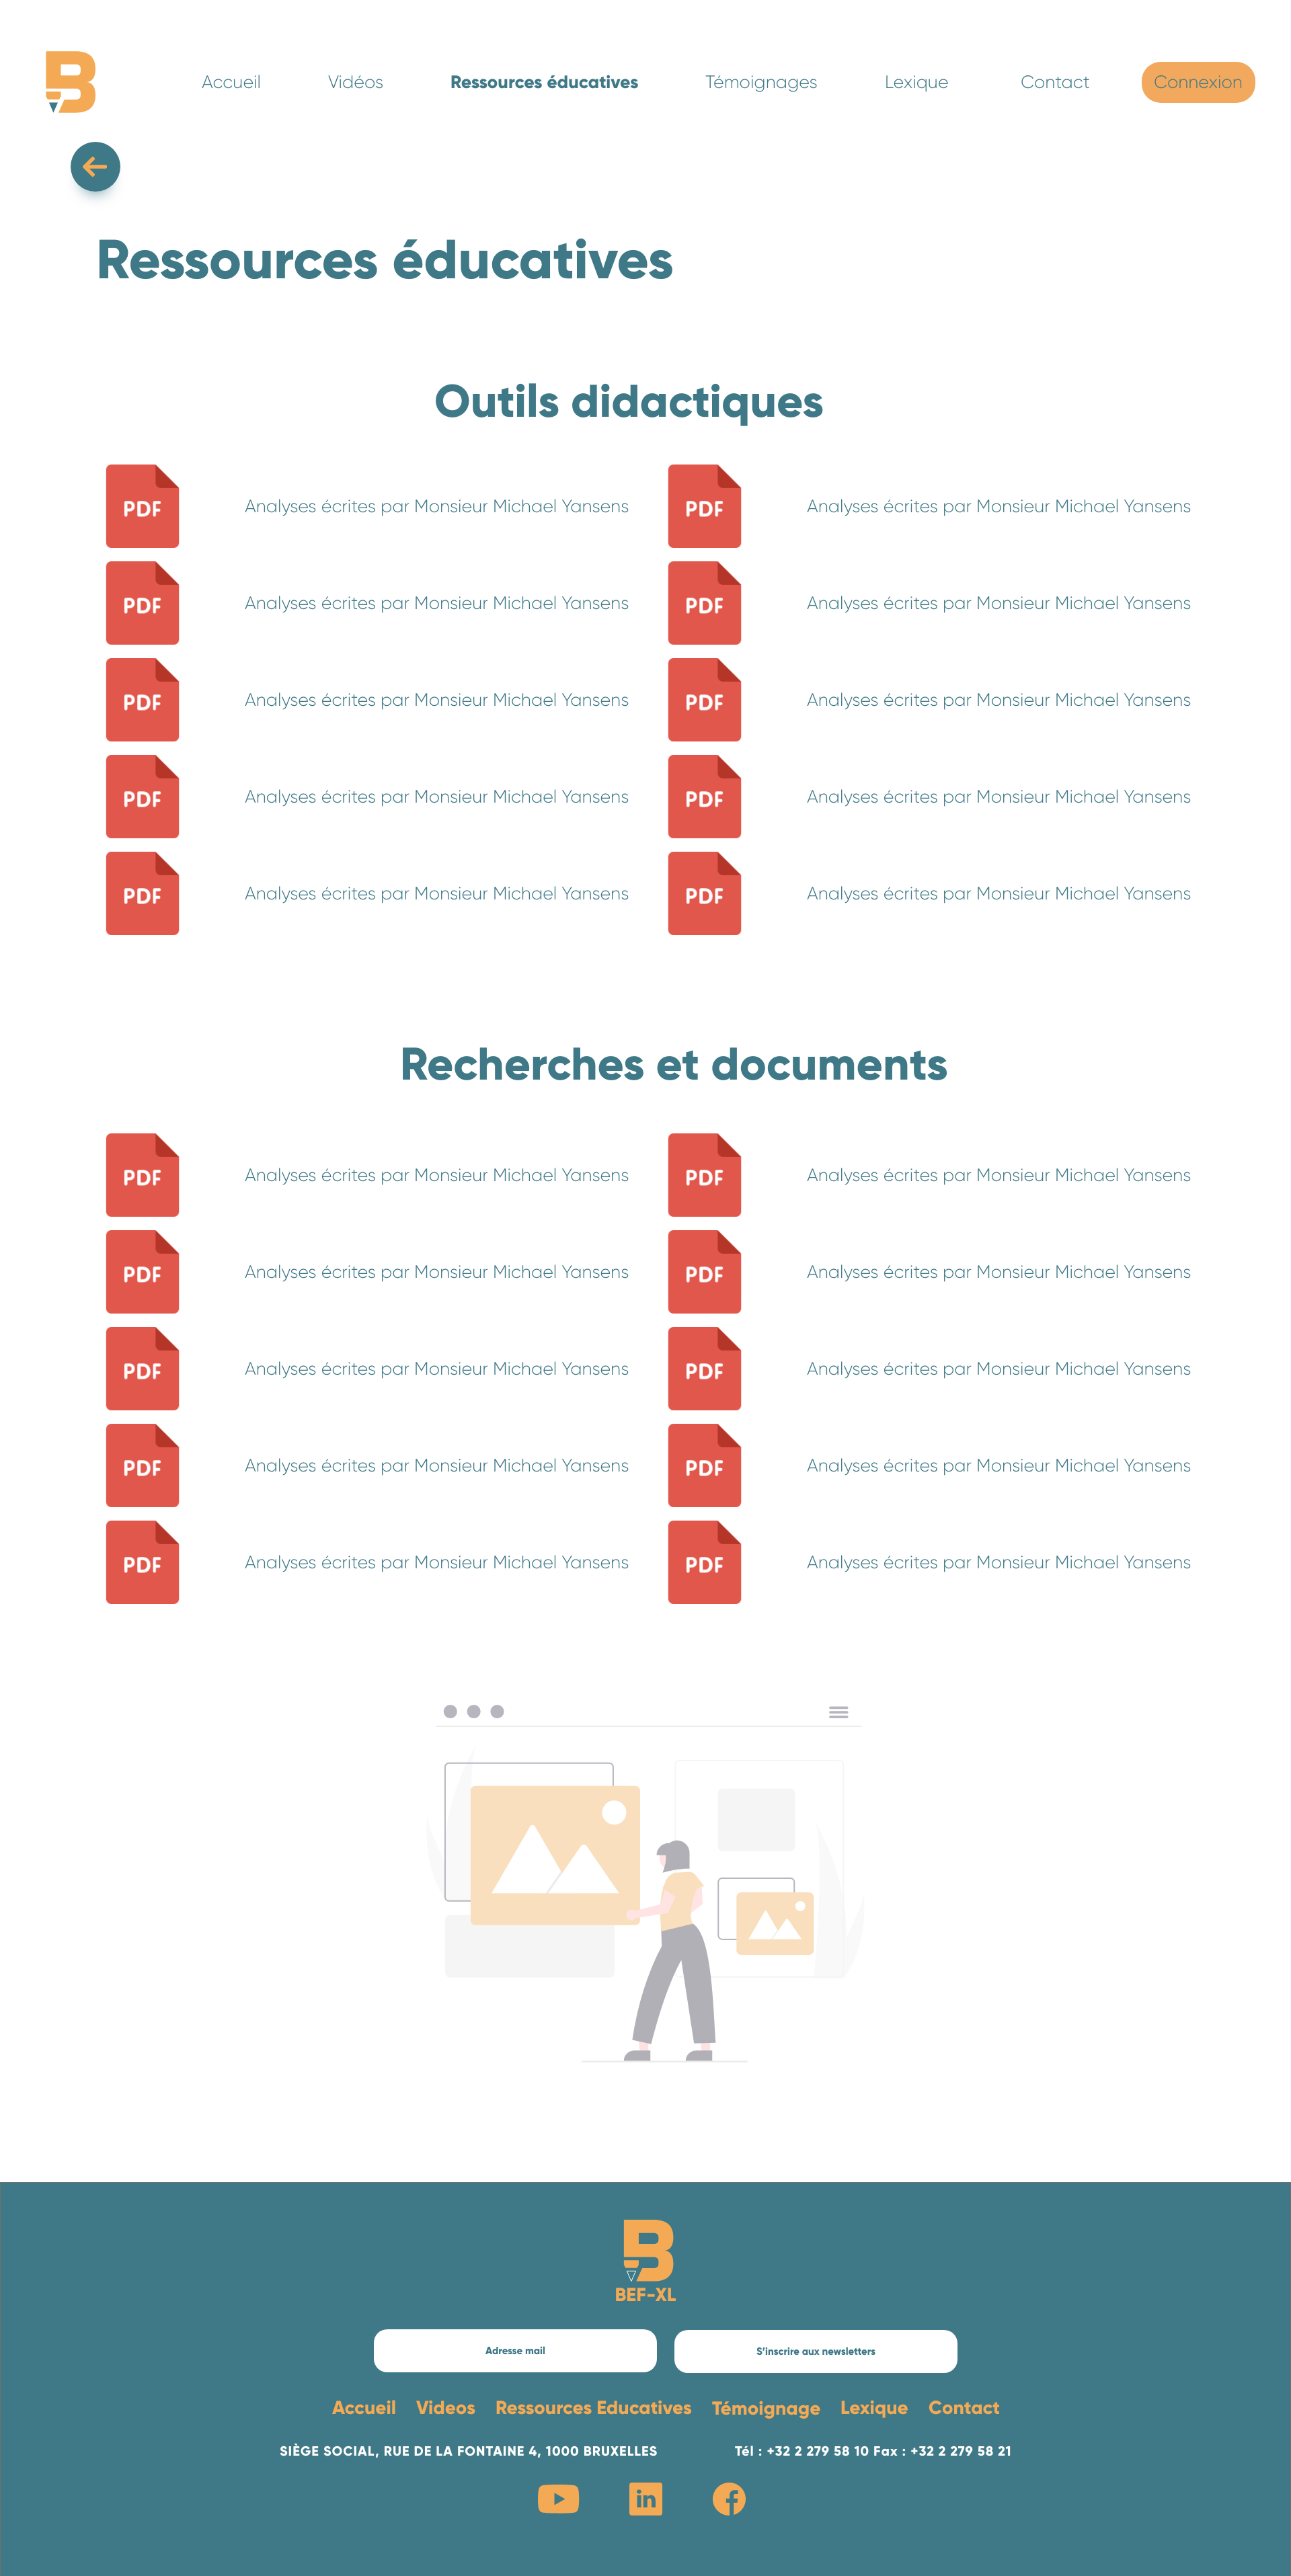 B
Accueil Vidéos Ressources éducatives Témoignages Lexique Contact Connexion
Ressources éducatives
Outils didactiques
PDF Analyses écrites par Monsieur Michael Yansens PDF Analyses écrites par Monsieur Michael Yansens
PDF Analyses écrites par Monsieur Michael Yansens PDF Analyses écrites par Monsieur Michael Yansens
PDF Analyses écrites par Monsieur Michael Yansens PDF Analyses écrites par Monsieur Michael Yansens
PDF Analyses écrites par Monsieur Michael Yansens PDF Analyses écrites par Monsieur Michael Yansens
PDF Analyses écrites par Monsieur Michael Yansens PDF Analyses écrites par Monsieur Michael Yansens
Recherches et documents
PDF Analyses écrites par Monsieur Michael Yansens PDF Analyses écrites par Monsieur Michael Yansens
PDF Analyses écrites par Monsieur Michael Yansens PDF Analyses écrites par Monsieur Michael Yansens
PDF Analyses écrites par Monsieur Michael Yansens PDF Analyses écrites par Monsieur Michael Yansens
PDF Analyses écrites par Monsieur Michael Yansens PDF Analyses écrites par Monsieur Michael Yansens
PDF Analyses écrites par Monsieur Michael Yansens PDF Analyses écrites par Monsieur Michael Yansens
B
BEF-XL
Adresse mail S'inscrire aux newsletters
Accueil Videos Ressources Educatives Témoignage Lexique Contact
SIÈGE SOCIAL, RUE DE LA FONTAINE 4, 1000 BRUXELLES Tél : +32 2 279 58 10 Fax : +32 2 279 58 21
in f